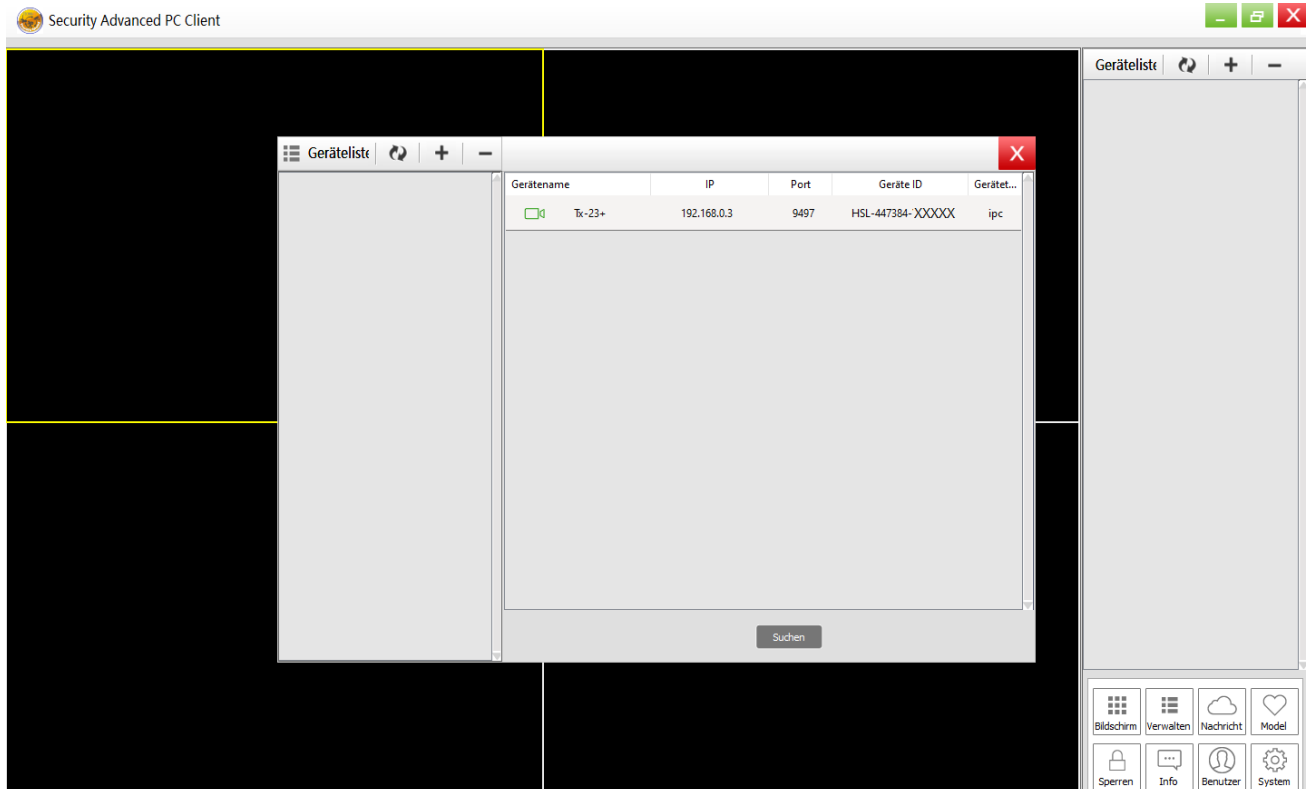 Security Advanced PC Client
Geräteliste
Geräteliste
Gerätename IP Port Geräte ID Gerätet...
Tx-23+ 192.168.0.3 9497 HSL-447384-XXXXX ipc
Suchen
Bildschirm Verwalten Nachricht Model
Sperren Info Benutzer System